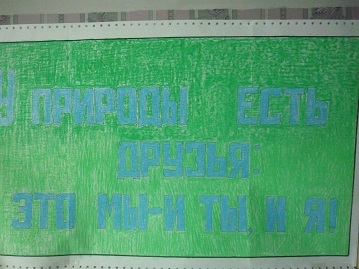 У ПРИРОДЫ ЕСТЬ
ДРУЗЬЯ:
ЭТО МЫ-И ТЫ, И Я!